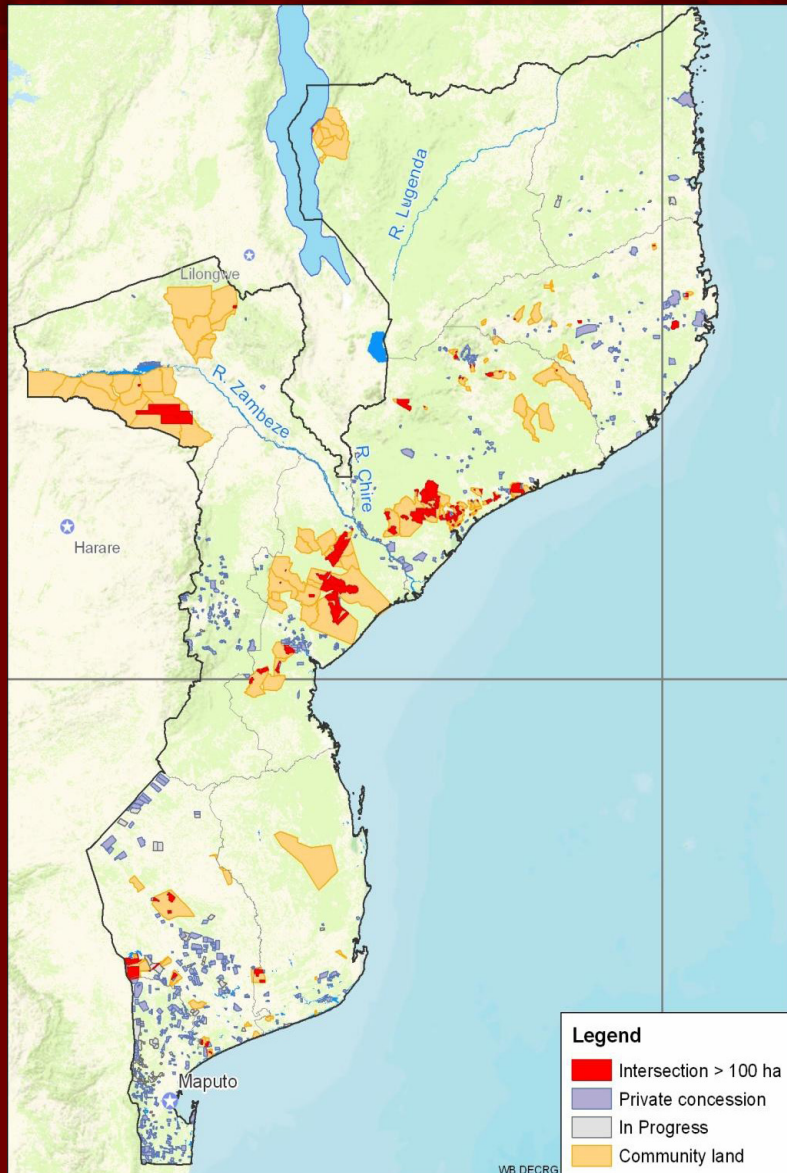 R. Lugenda
Lilongwe
R. Zambeze
R. Chire
Harare
Maputo
Legend
Intersection > 100 ha
Private concession
In Progress
Community land
WB DECRG